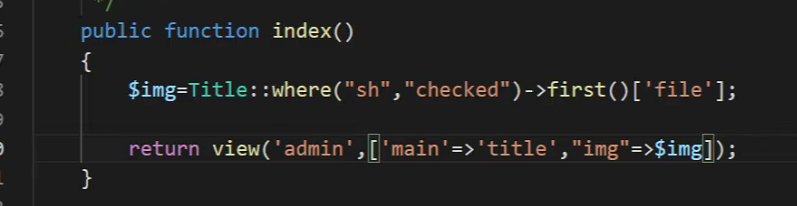 */
public function index()
{
$img=Title::where("sh","checked")->first()['file'];
return view('admin',['main'=>'title',"img"=>$img]);
}